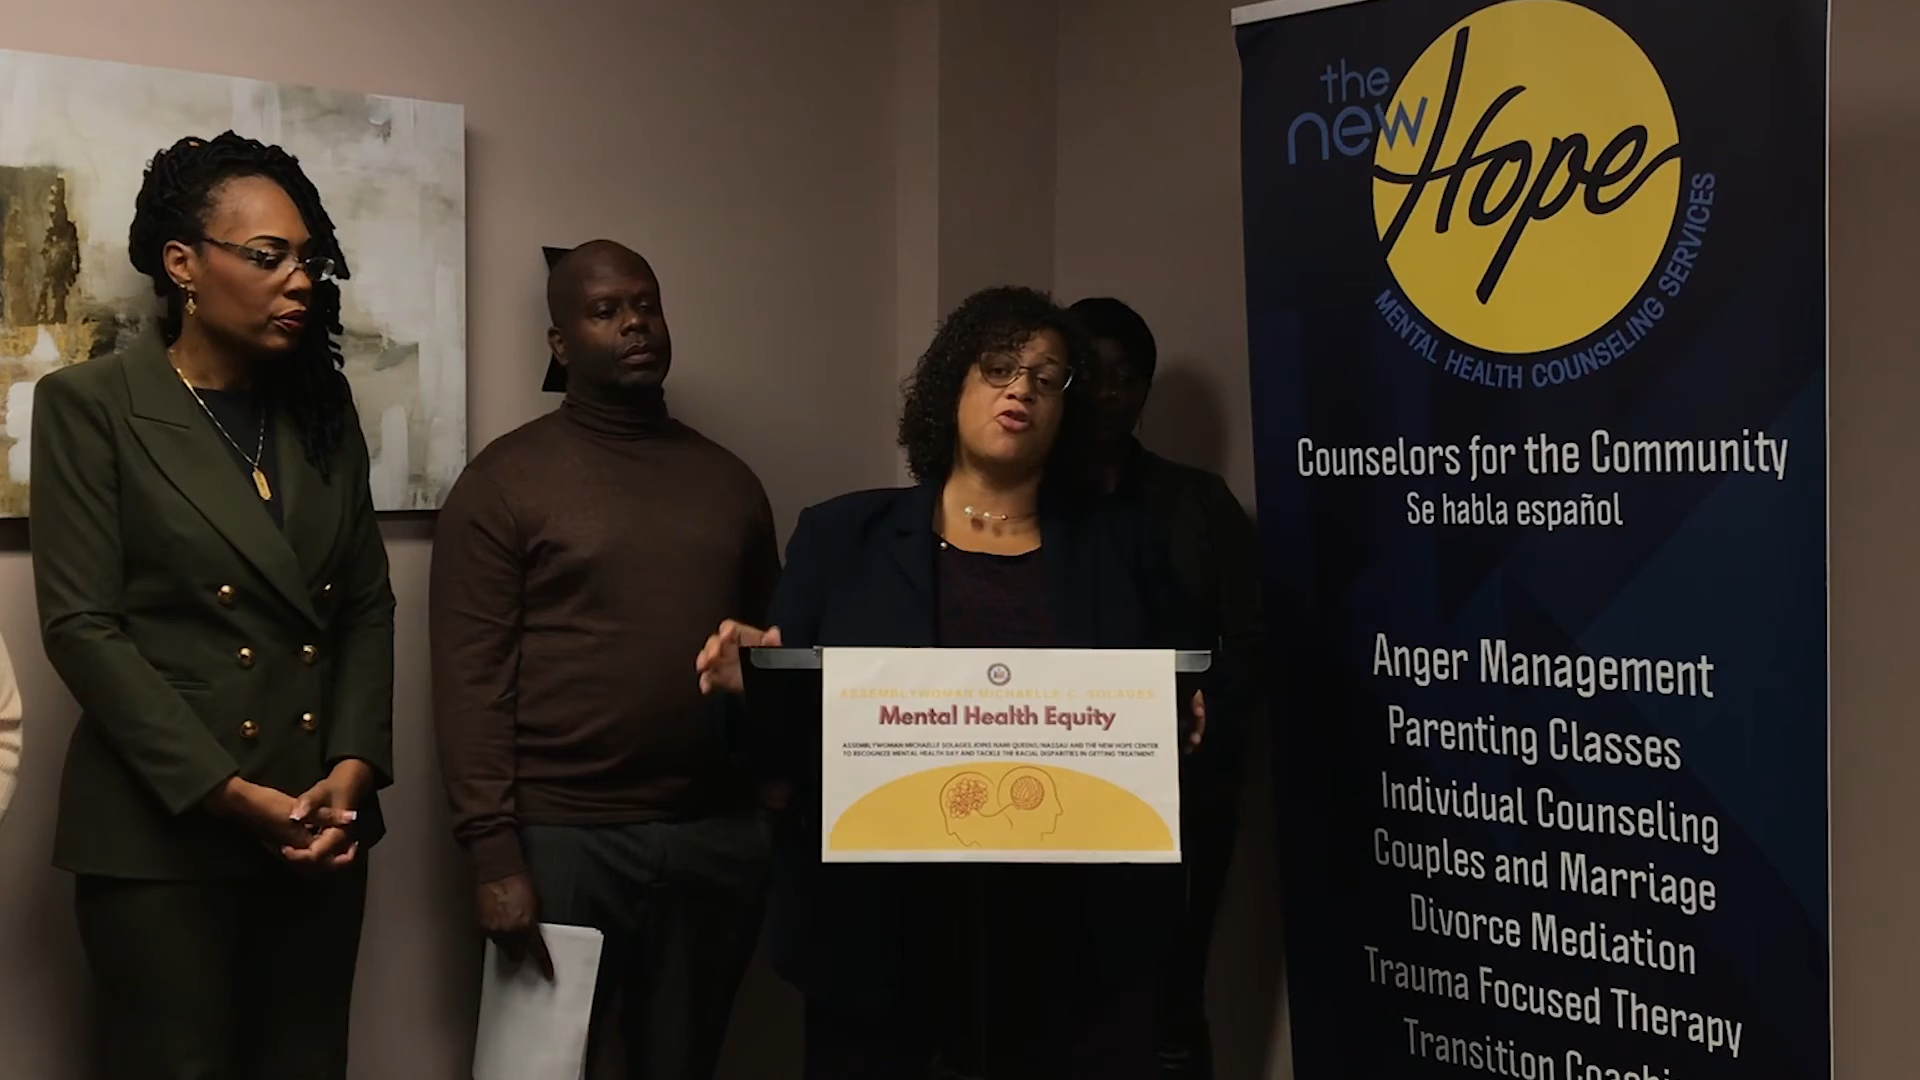 the
new
Hope
MENTAL HEALTH COUNSELING SERVICES
Counselors for the Community
Se habla español
Anger Management
Parenting Classes
Individual Counseling
Couples and Marriage
Divorce Mediation
Trauma Focused Therapy
Transition
ASSEMBLYWOMAN MICHAELLE C. SOLAGES
Mental Health Equity
ASSEMBLYWOMAN MICHAELLE SOLAGES JOINS NAMI QUEENS/NASSAU AND THE NEW HOPE CENTER
TO RECOGNIZE MENTAL HEALTH DAY AND TACKLE THE RACIAL DISPARITIES IN GETTING TREATMENT.